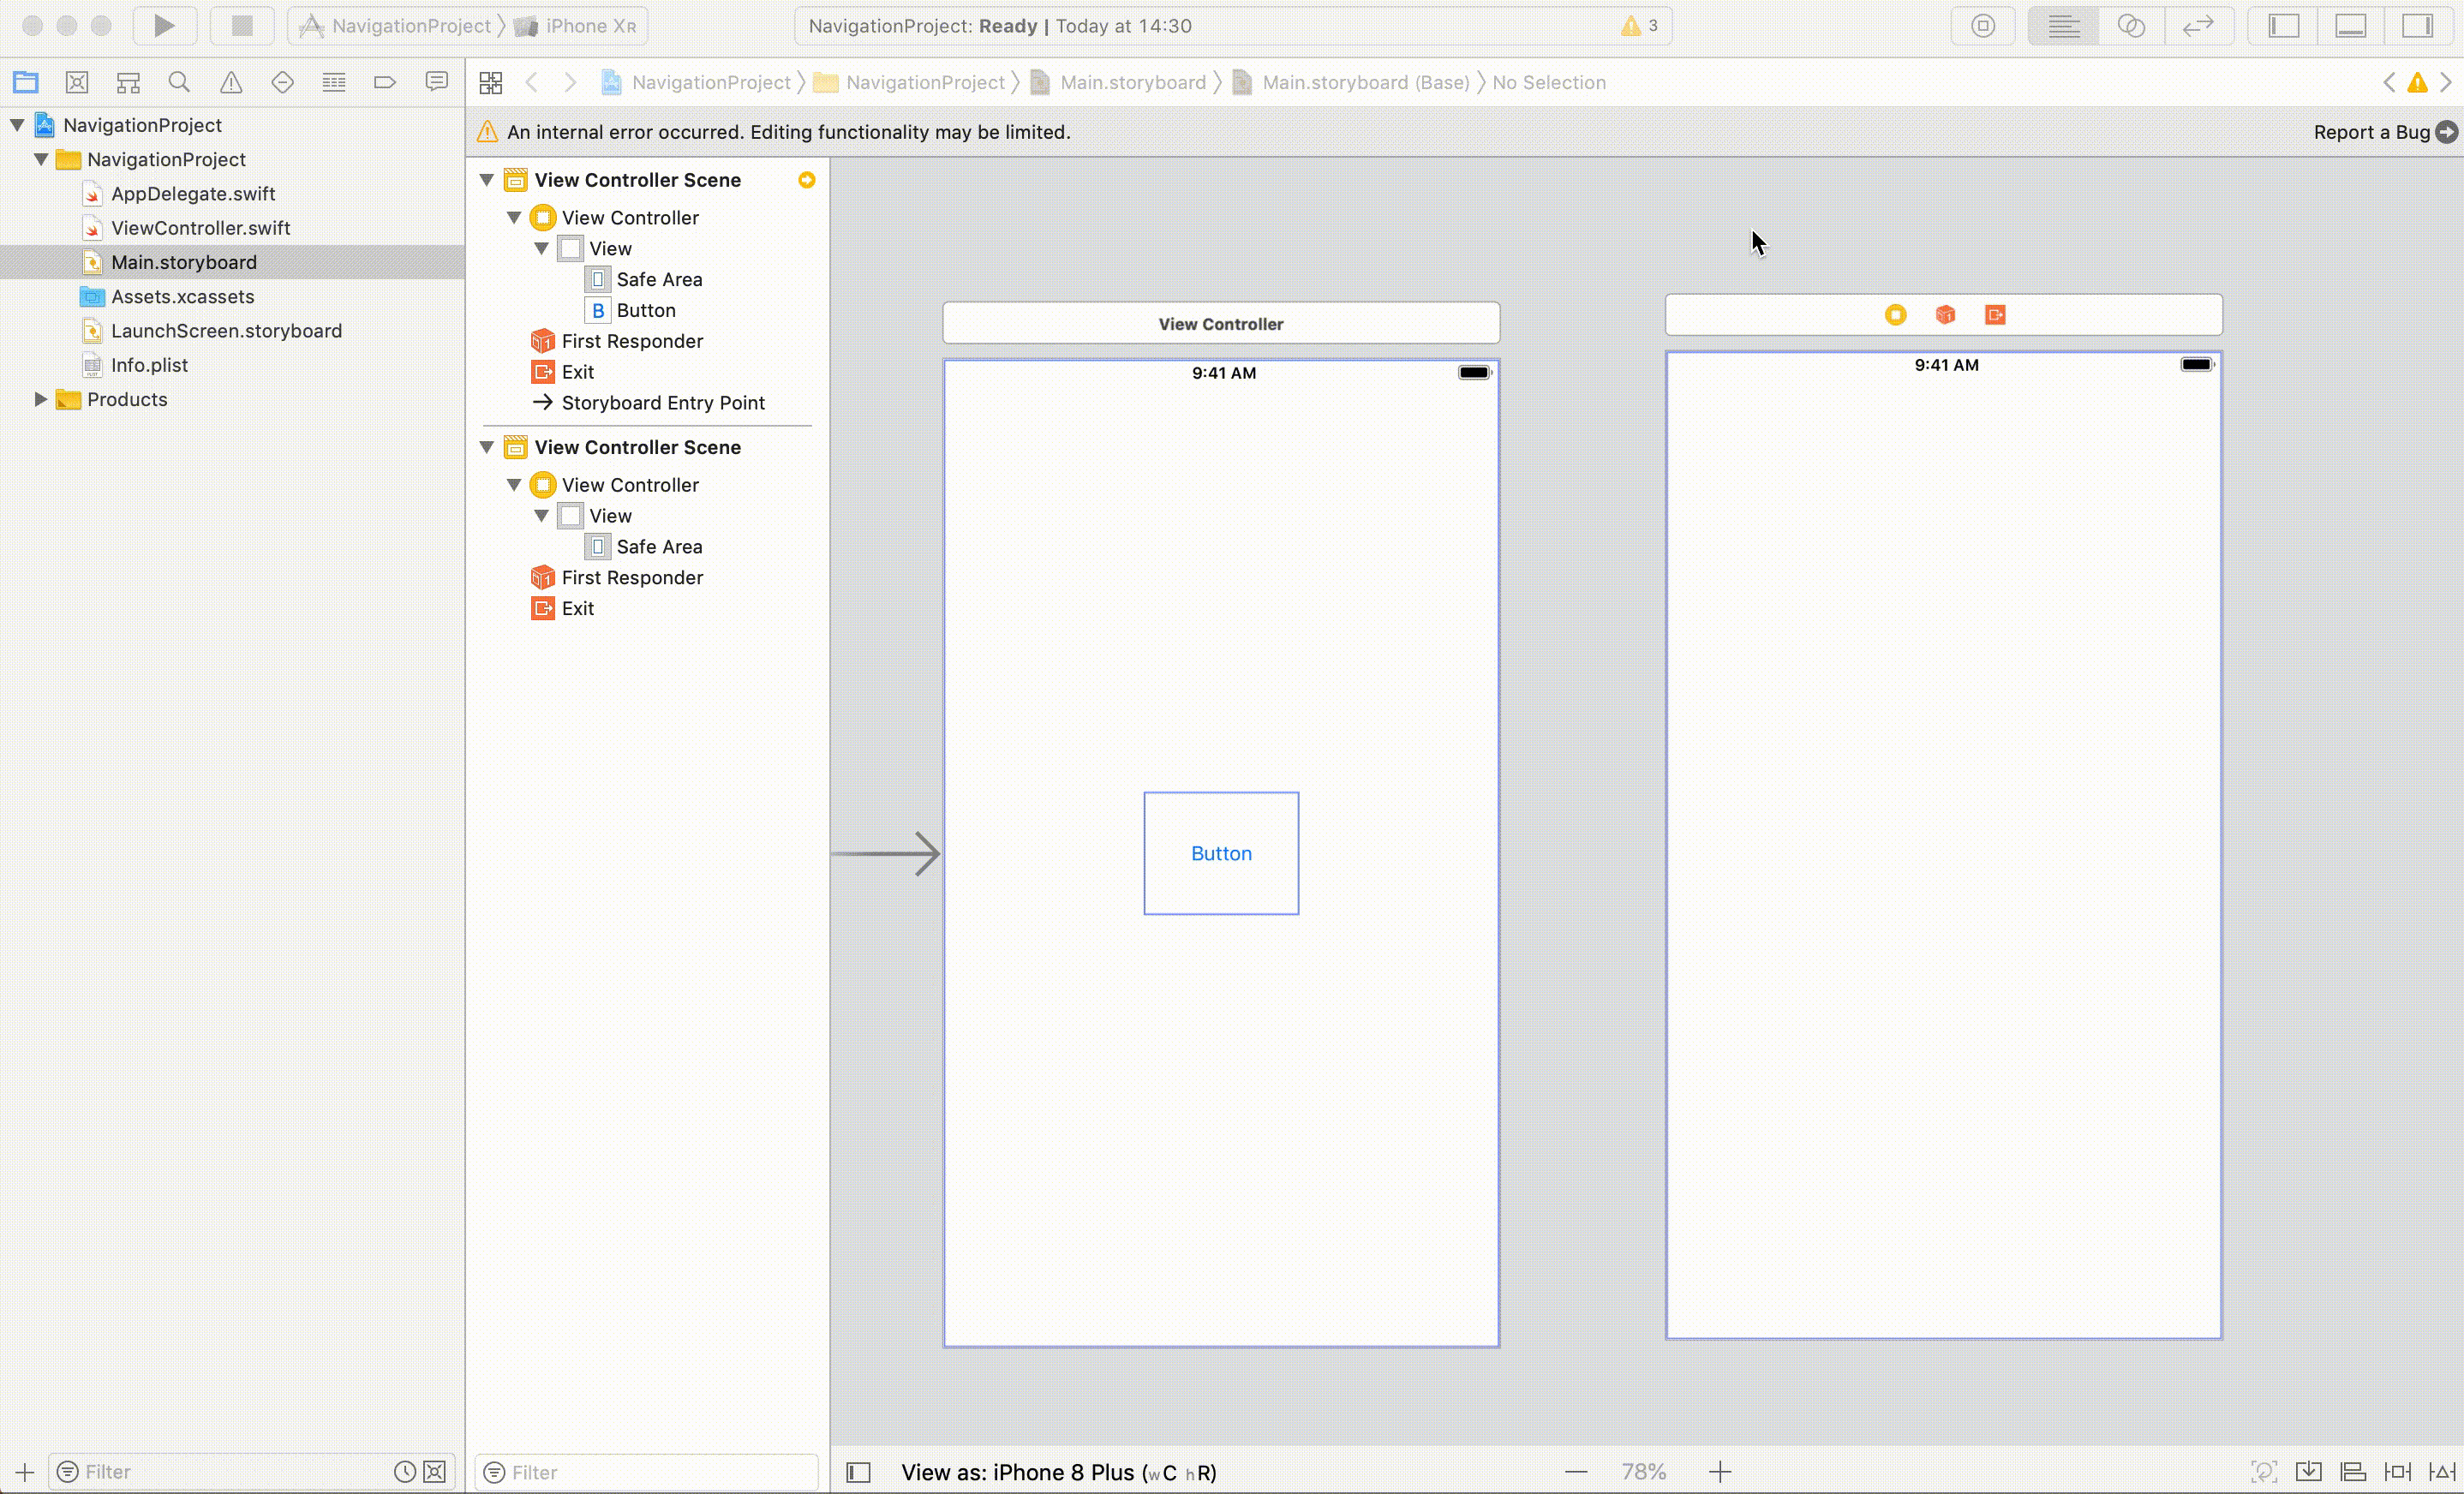 NavigationProject
iPhone XR
NavigationProject: Ready | Today at 14:30
3
NavigationProject
NavigationProject
Main.storyboard
Main.storyboard (Base)
No Selection
An internal error occurred. Editing functionality may be limited.
Report a Bug
NavigationProject
NavigationProject
AppDelegate.swift
ViewController.swift
Main.storyboard
Assets.xcassets
LaunchScreen.storyboard
Info.plist
Products
View Controller Scene
View Controller
View
Safe Area
B Button
First Responder
Exit
Storyboard Entry Point
View Controller Scene
View Controller
View
Safe Area
First Responder
Exit
View Controller
9:41 AM
Button
9:41 AM
Filter
Filter
View as: iPhone 8 Plus (wC hR)
78%